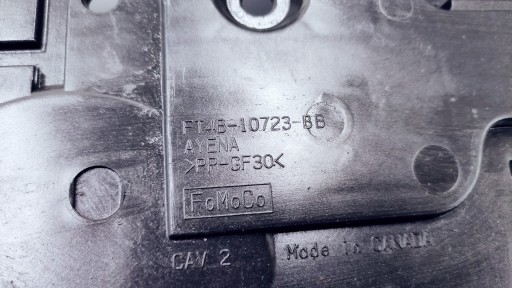 FT4B-10723-BB
AYENA
>PP-GF30<
FoMoCo
CAV 2
Made in CANADA